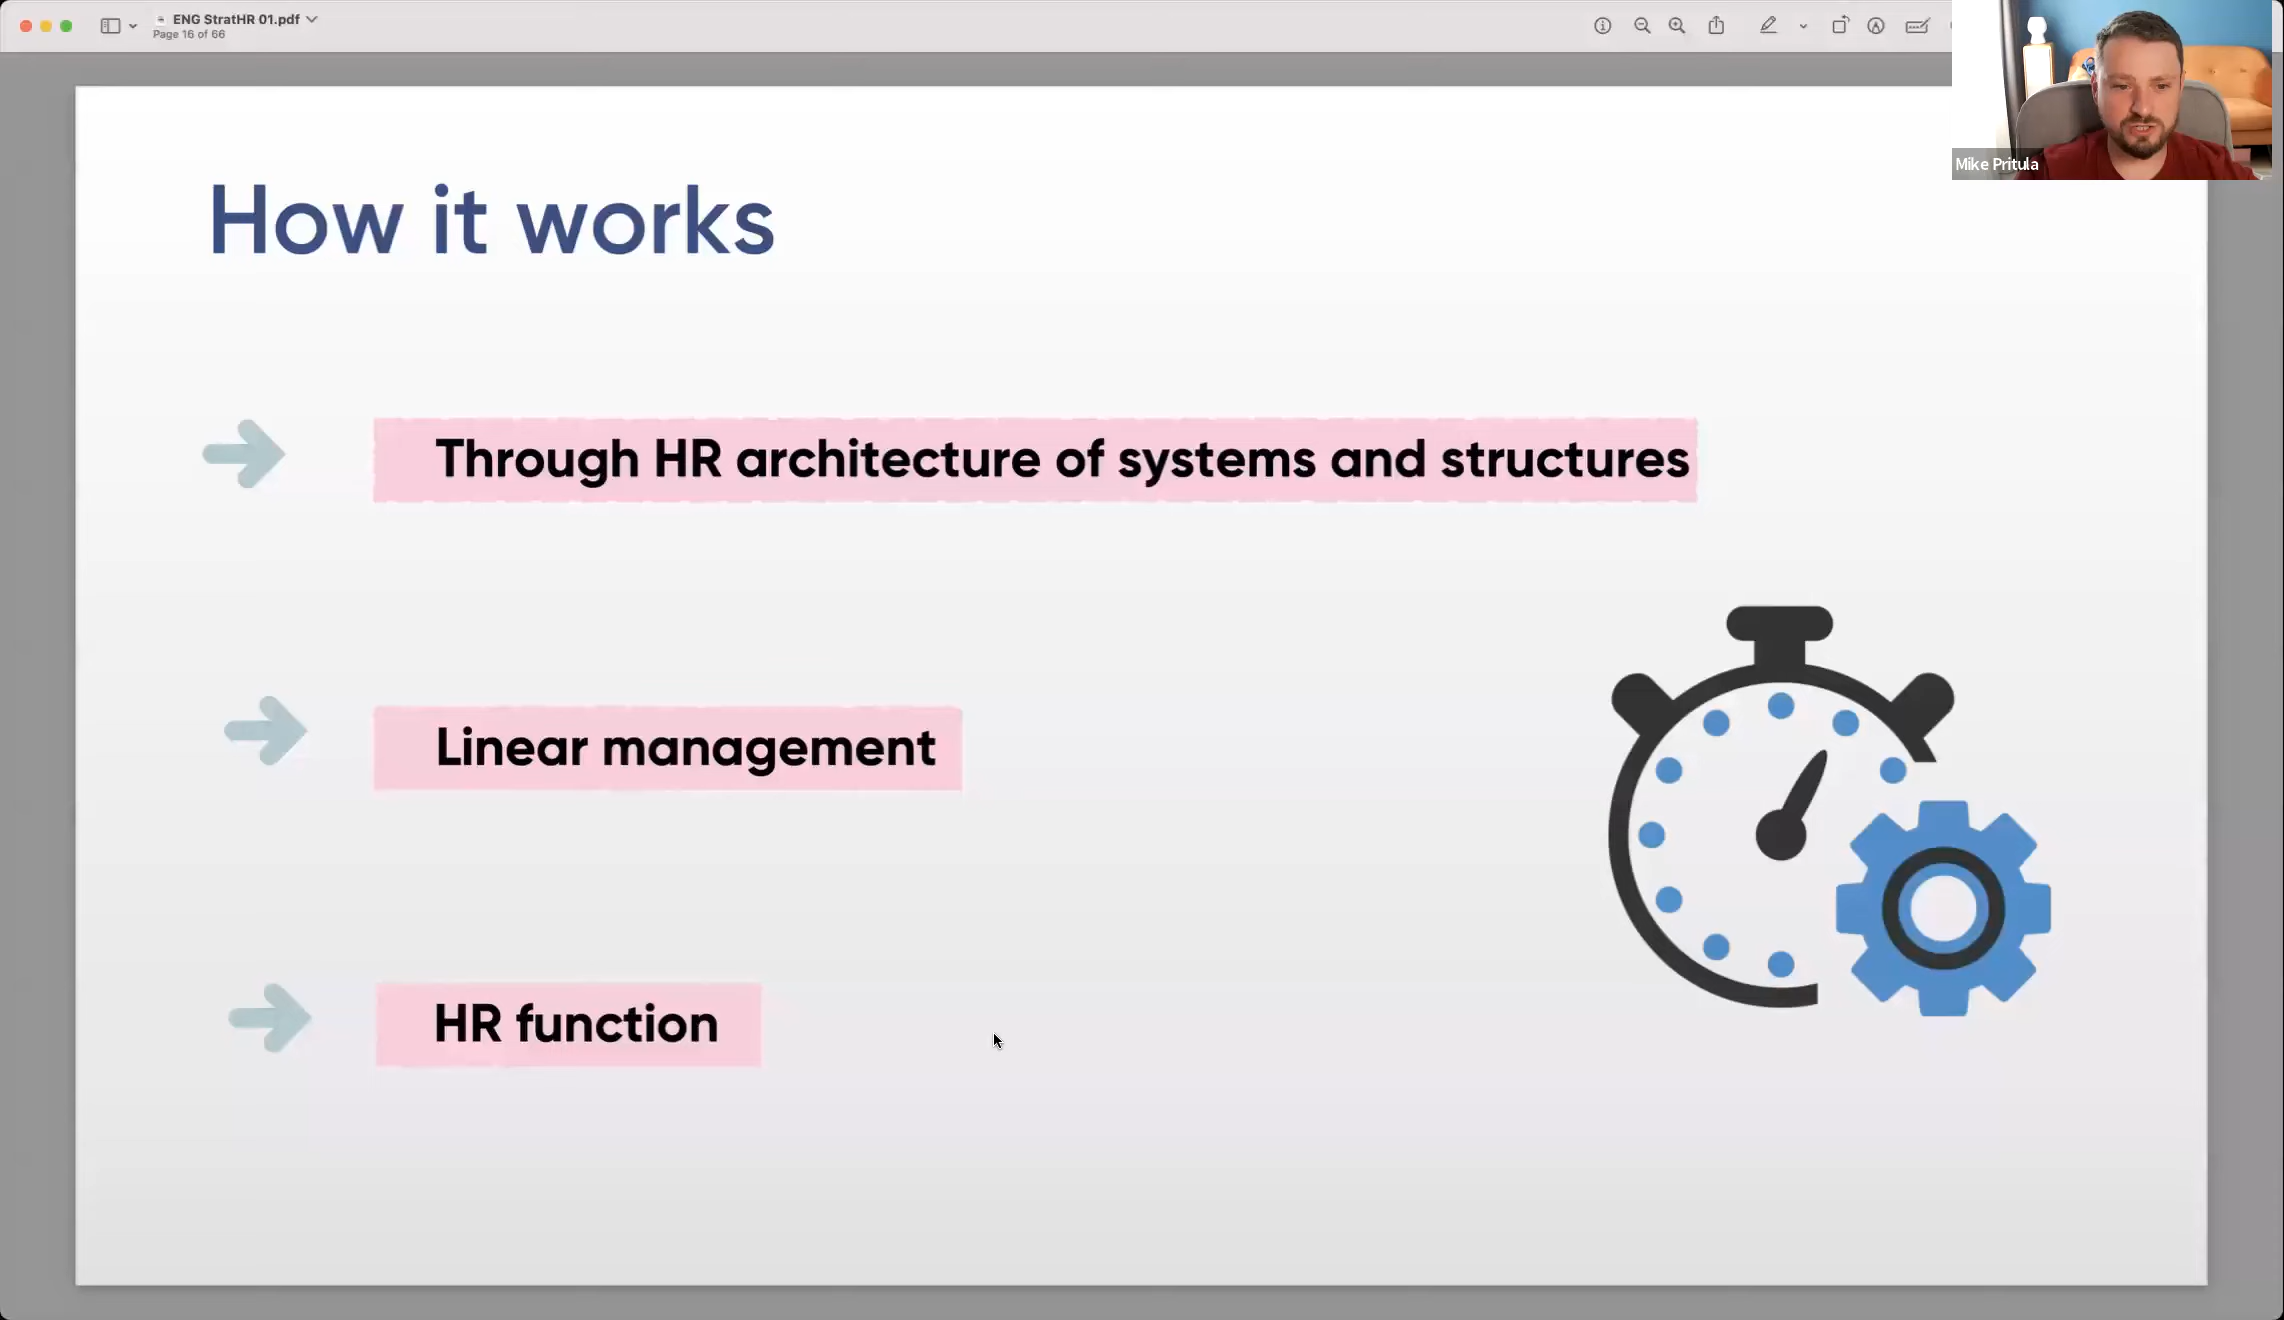 ENG StratHR 01.pdf
Page 16 of 66
Mike Pritula
How it works
Through HR architecture of systems and structures
Linear management
HR function